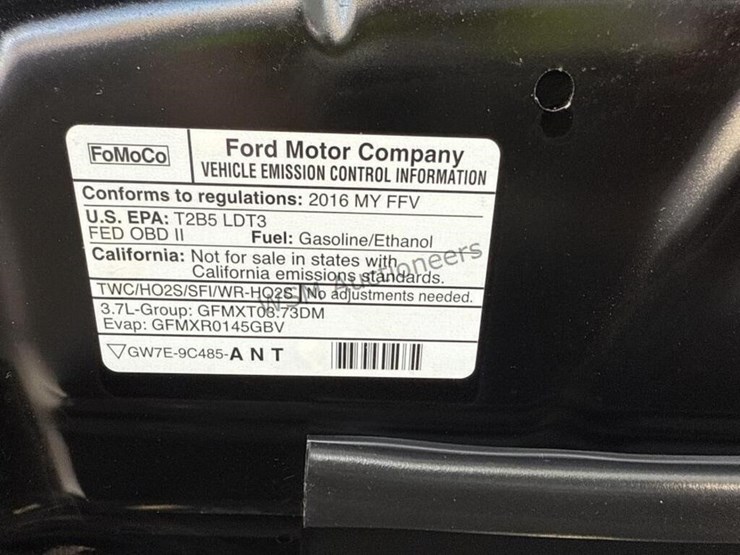 FoMoCo
Ford Motor Company
VEHICLE EMISSION CONTROL INFORMATION
Conforms to regulations: 2016 MY FFV
U.S. EPA: T2B5 LDT3
FED OBD II Fuel: Gasoline/Ethanol
California: Not for sale in states with
California emissions standards.
TWC/HO2S/SFI/WR-HO2S No adjustments needed.
3.7L-Group: GFMXT03.73DM
Evap: GFMXR0145GBV
GW7E-9C485-ANT
WSM Auctioneers